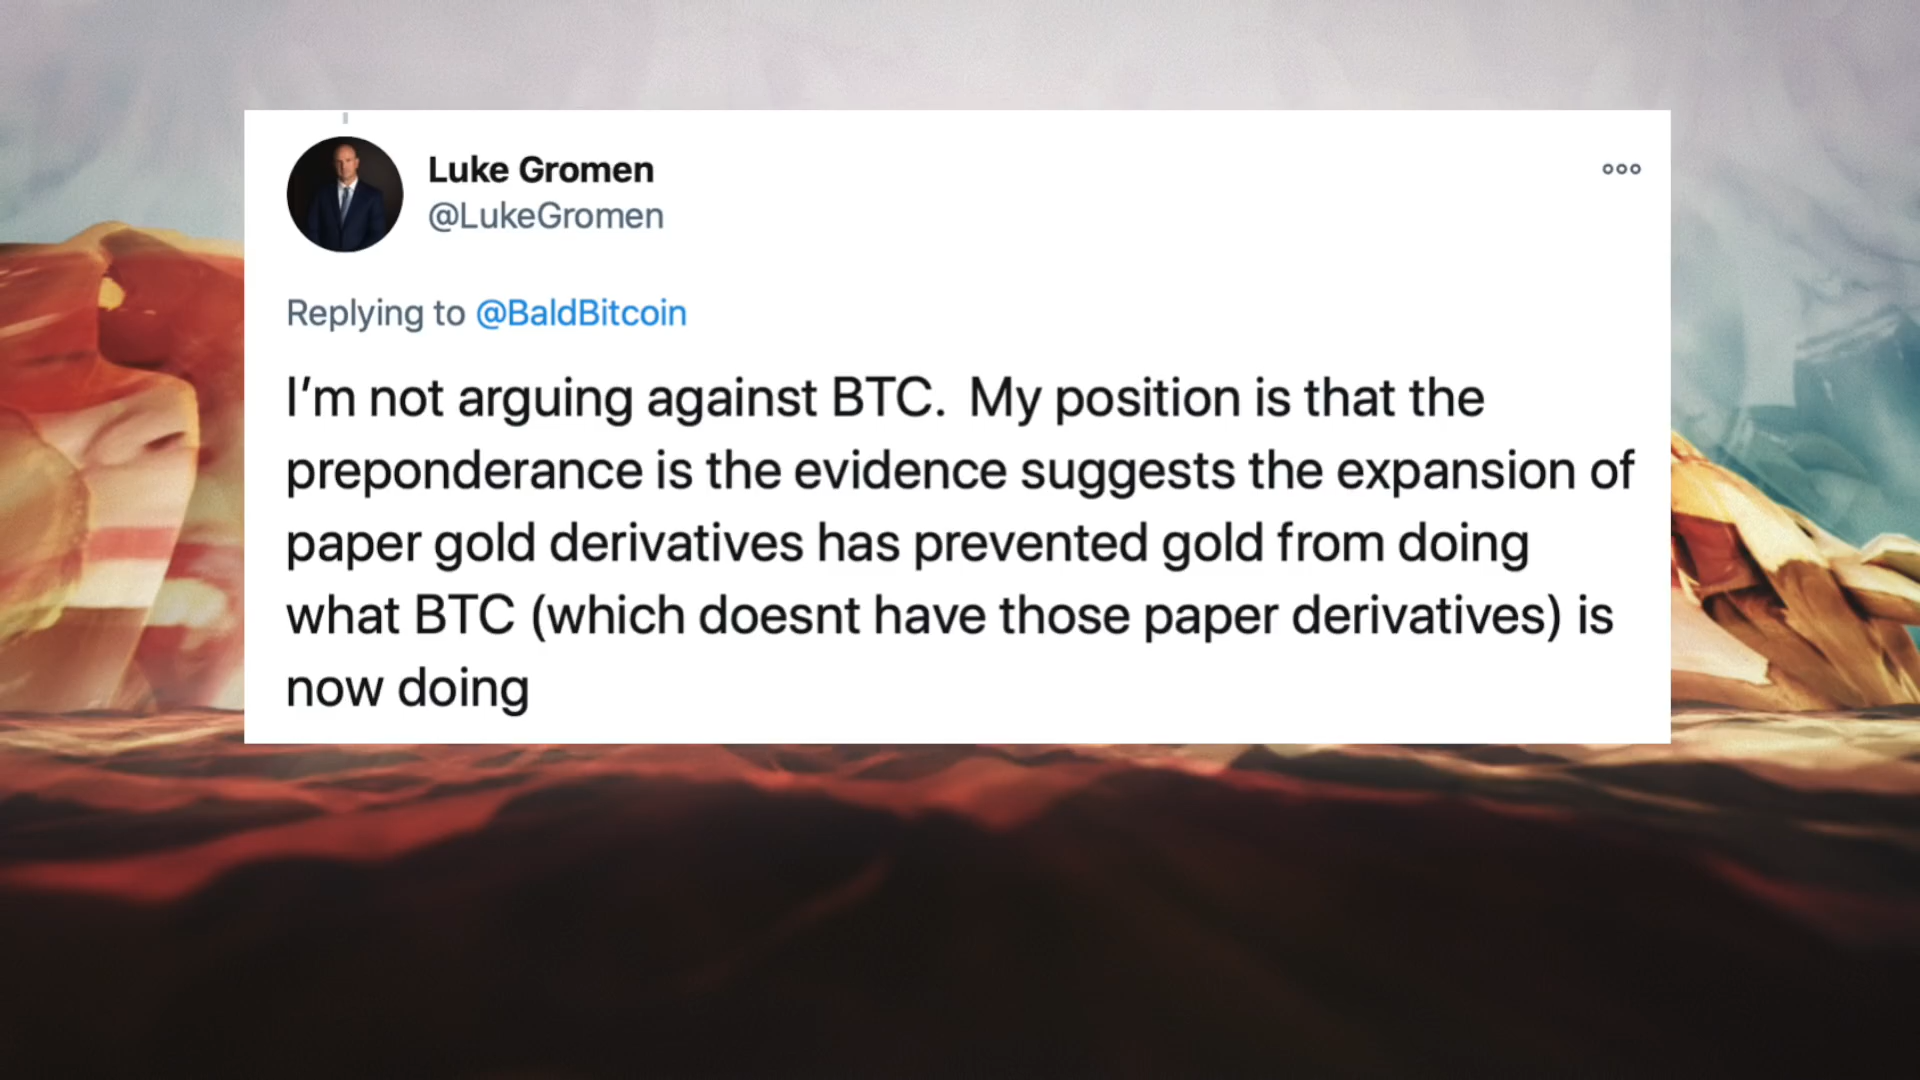 Luke Gromen
@LukeGromen
Replying to @BaldBitcoin
I’m not arguing against BTC.  My position is that the
preponderance is the evidence suggests the expansion of
paper gold derivatives has prevented gold from doing
what BTC (which doesnt have those paper derivatives) is
now doing